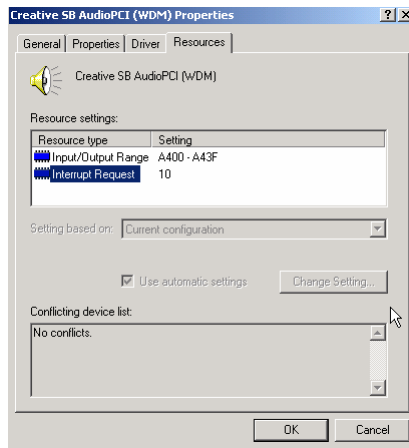 Creative SB AudioPCI (WDM) Properties
General Properties Driver Resources
Creative SB AudioPCI (WDM)
Resource settings:
Resource type Setting
Input/Output Range A400 - A43F
Interrupt Request 10
Setting based on: Current configuration
Use automatic settings Change Setting...
Conflicting device list:
No conflicts.
OK Cancel